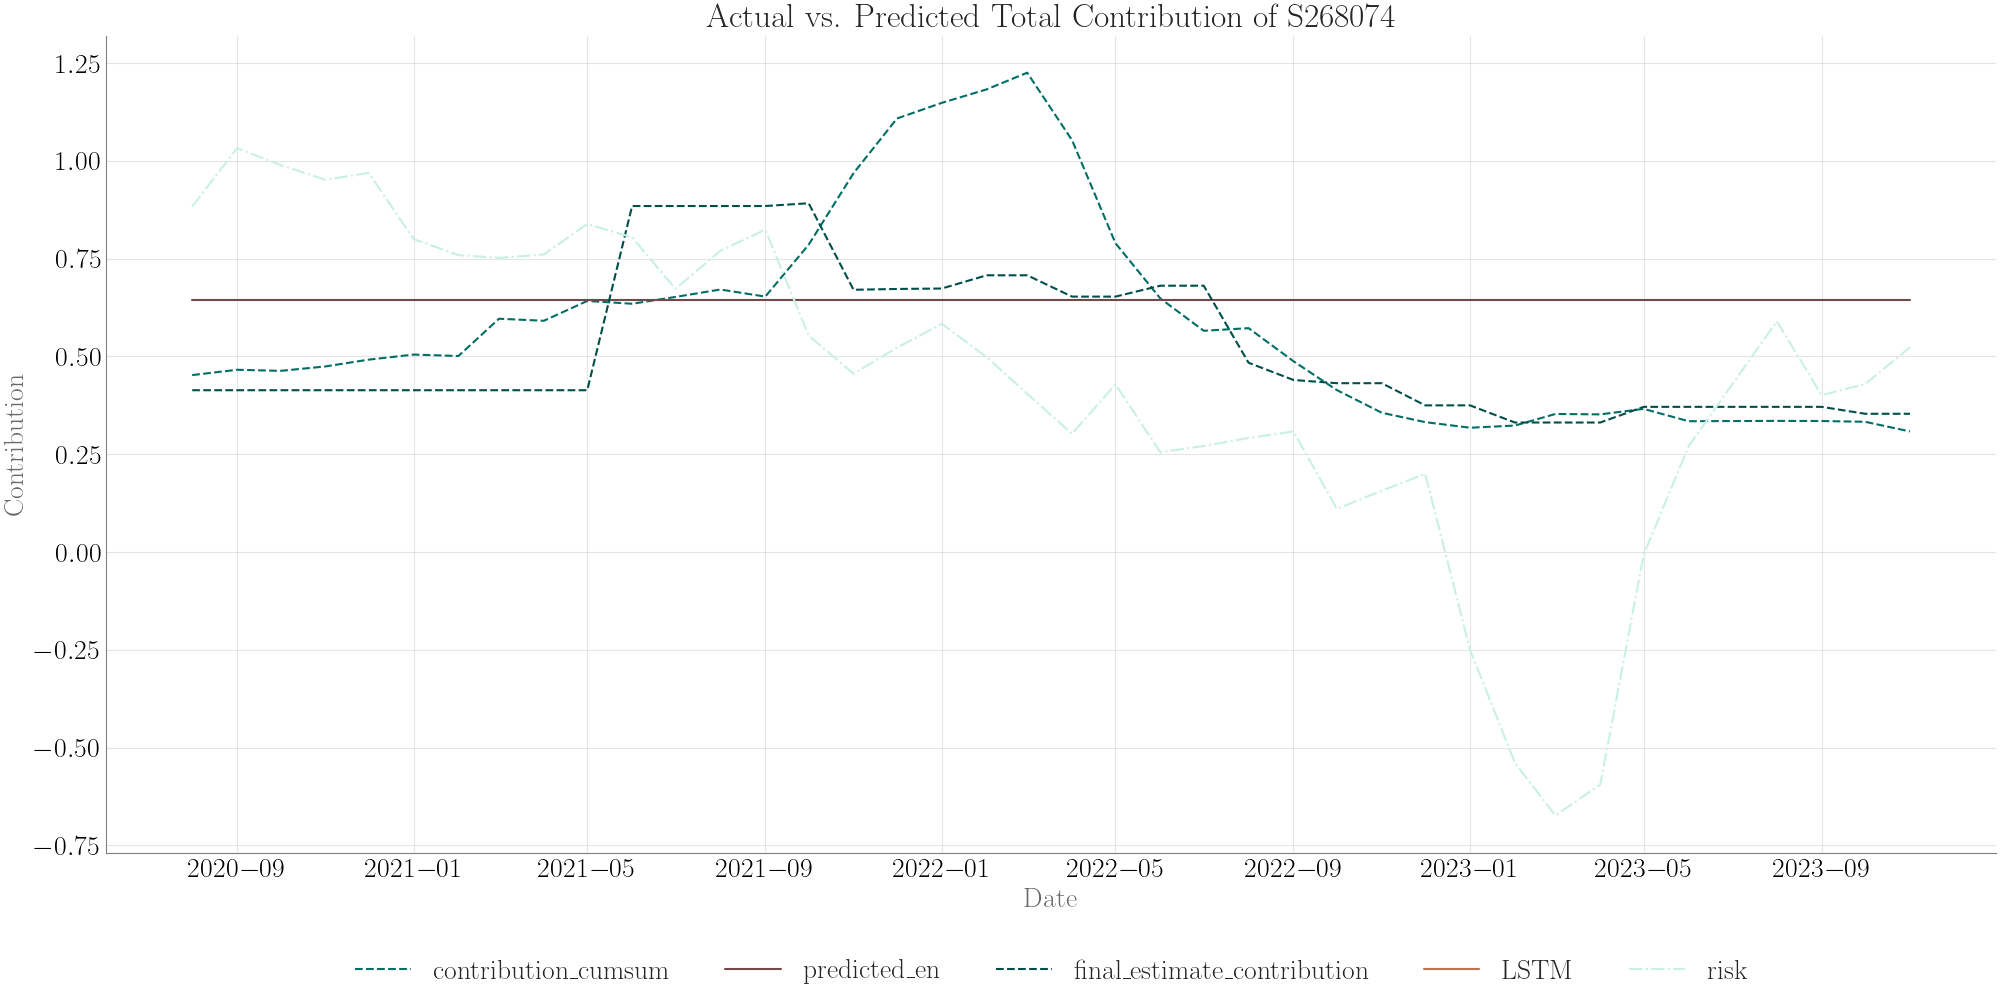 Actual vs. Predicted Total Contribution of S268074
1.25
1.00
0.75
0.50
0.25
0.00
−0.25
−0.50
−0.75
Contribution
2020−09 2021−01 2021−05 2021−09 2022−01 2022−05 2022−09 2023−01 2023−05 2023−09
Date
contribution_cumsum predicted_en final_estimate_contribution LSTM risk